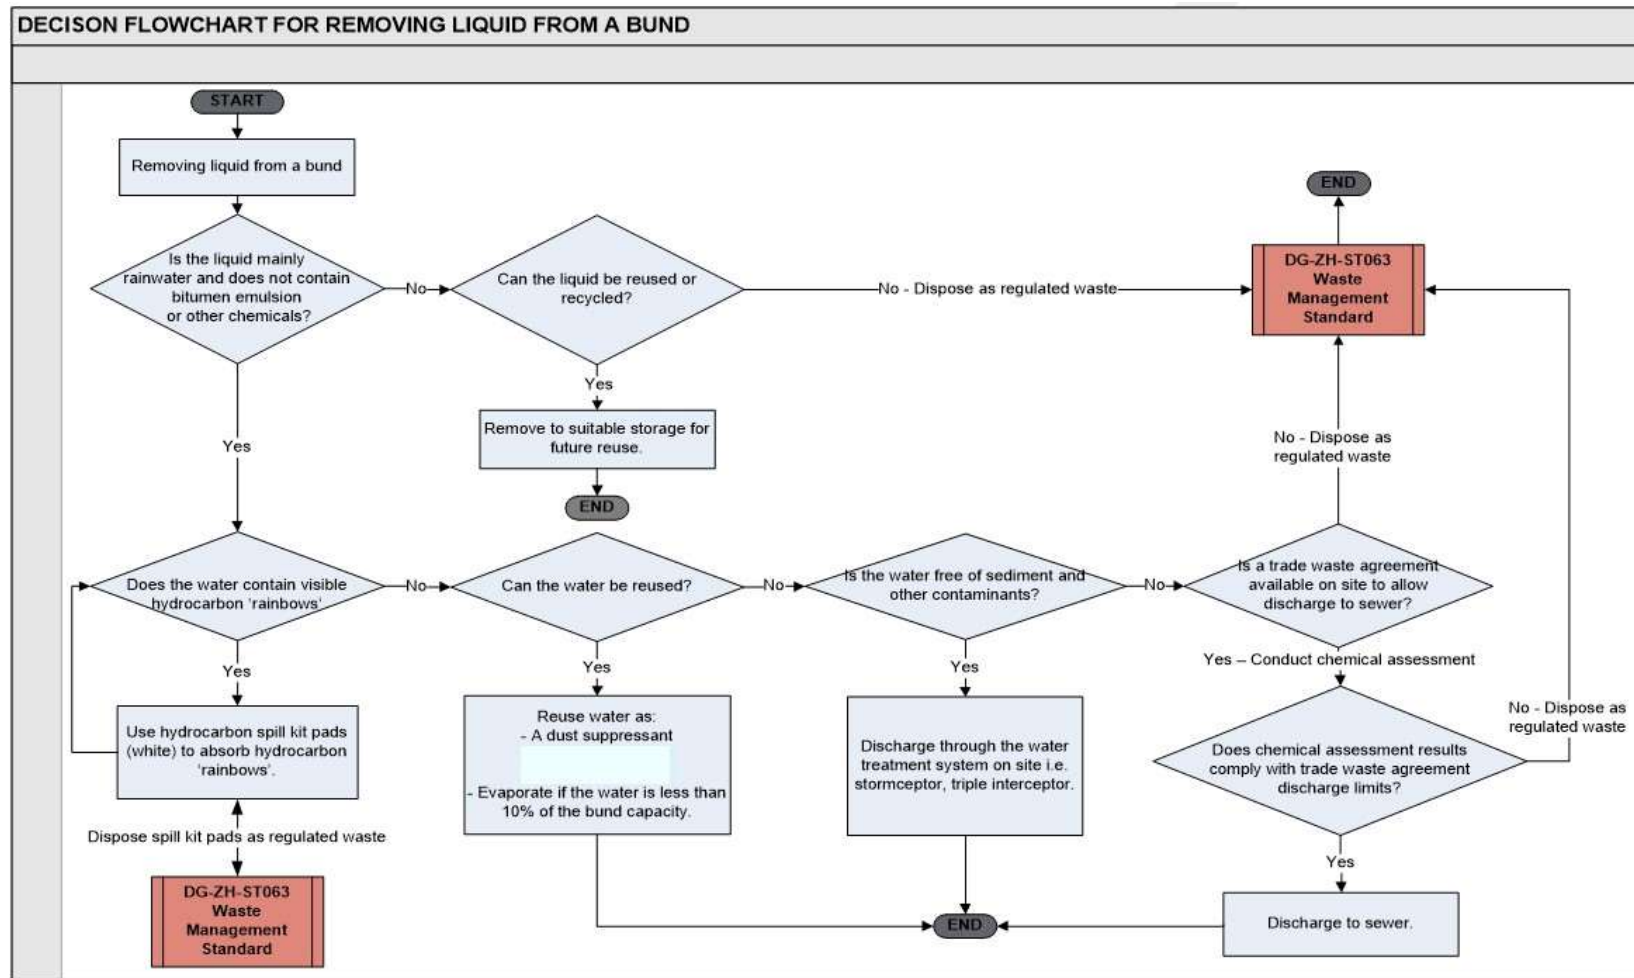 DECISON FLOWCHART FOR REMOVING LIQUID FROM A BUND
START
Removing liquid from a bund
Is the liquid mainly
rainwater and does not contain
bitumen emulsion
or other chemicals?
No
Can the liquid be reused or
recycled?
No - Dispose as regulated waste
END
DG-ZH-ST063
Waste
Management
Standard
Yes
Remove to suitable storage for
future reuse.
END
Yes
No - Dispose as
regulated waste
Does the water contain visible
hydrocarbon 'rainbows'
No
Can the water be reused?
No
Is the water free of sediment and
other contaminants?
No
Is a trade waste agreement
available on site to allow
discharge to sewer?
Yes
Use hydrocarbon spill kit pads
(white) to absorb hydrocarbon
'rainbows'.
Dispose spill kit pads as regulated waste
DG-ZH-ST063
Waste
Management
Standard
Yes
Reuse water as:
- A dust suppressant
- Evaporate if the water is less than
10% of the bund capacity.
Yes
Discharge through the water
treatment system on site i.e.
stormceptor, triple interceptor.
Yes – Conduct chemical assessment
Does chemical assessment results
comply with trade waste agreement
discharge limits?
No - Dispose as
regulated waste
Yes
Discharge to sewer.
END